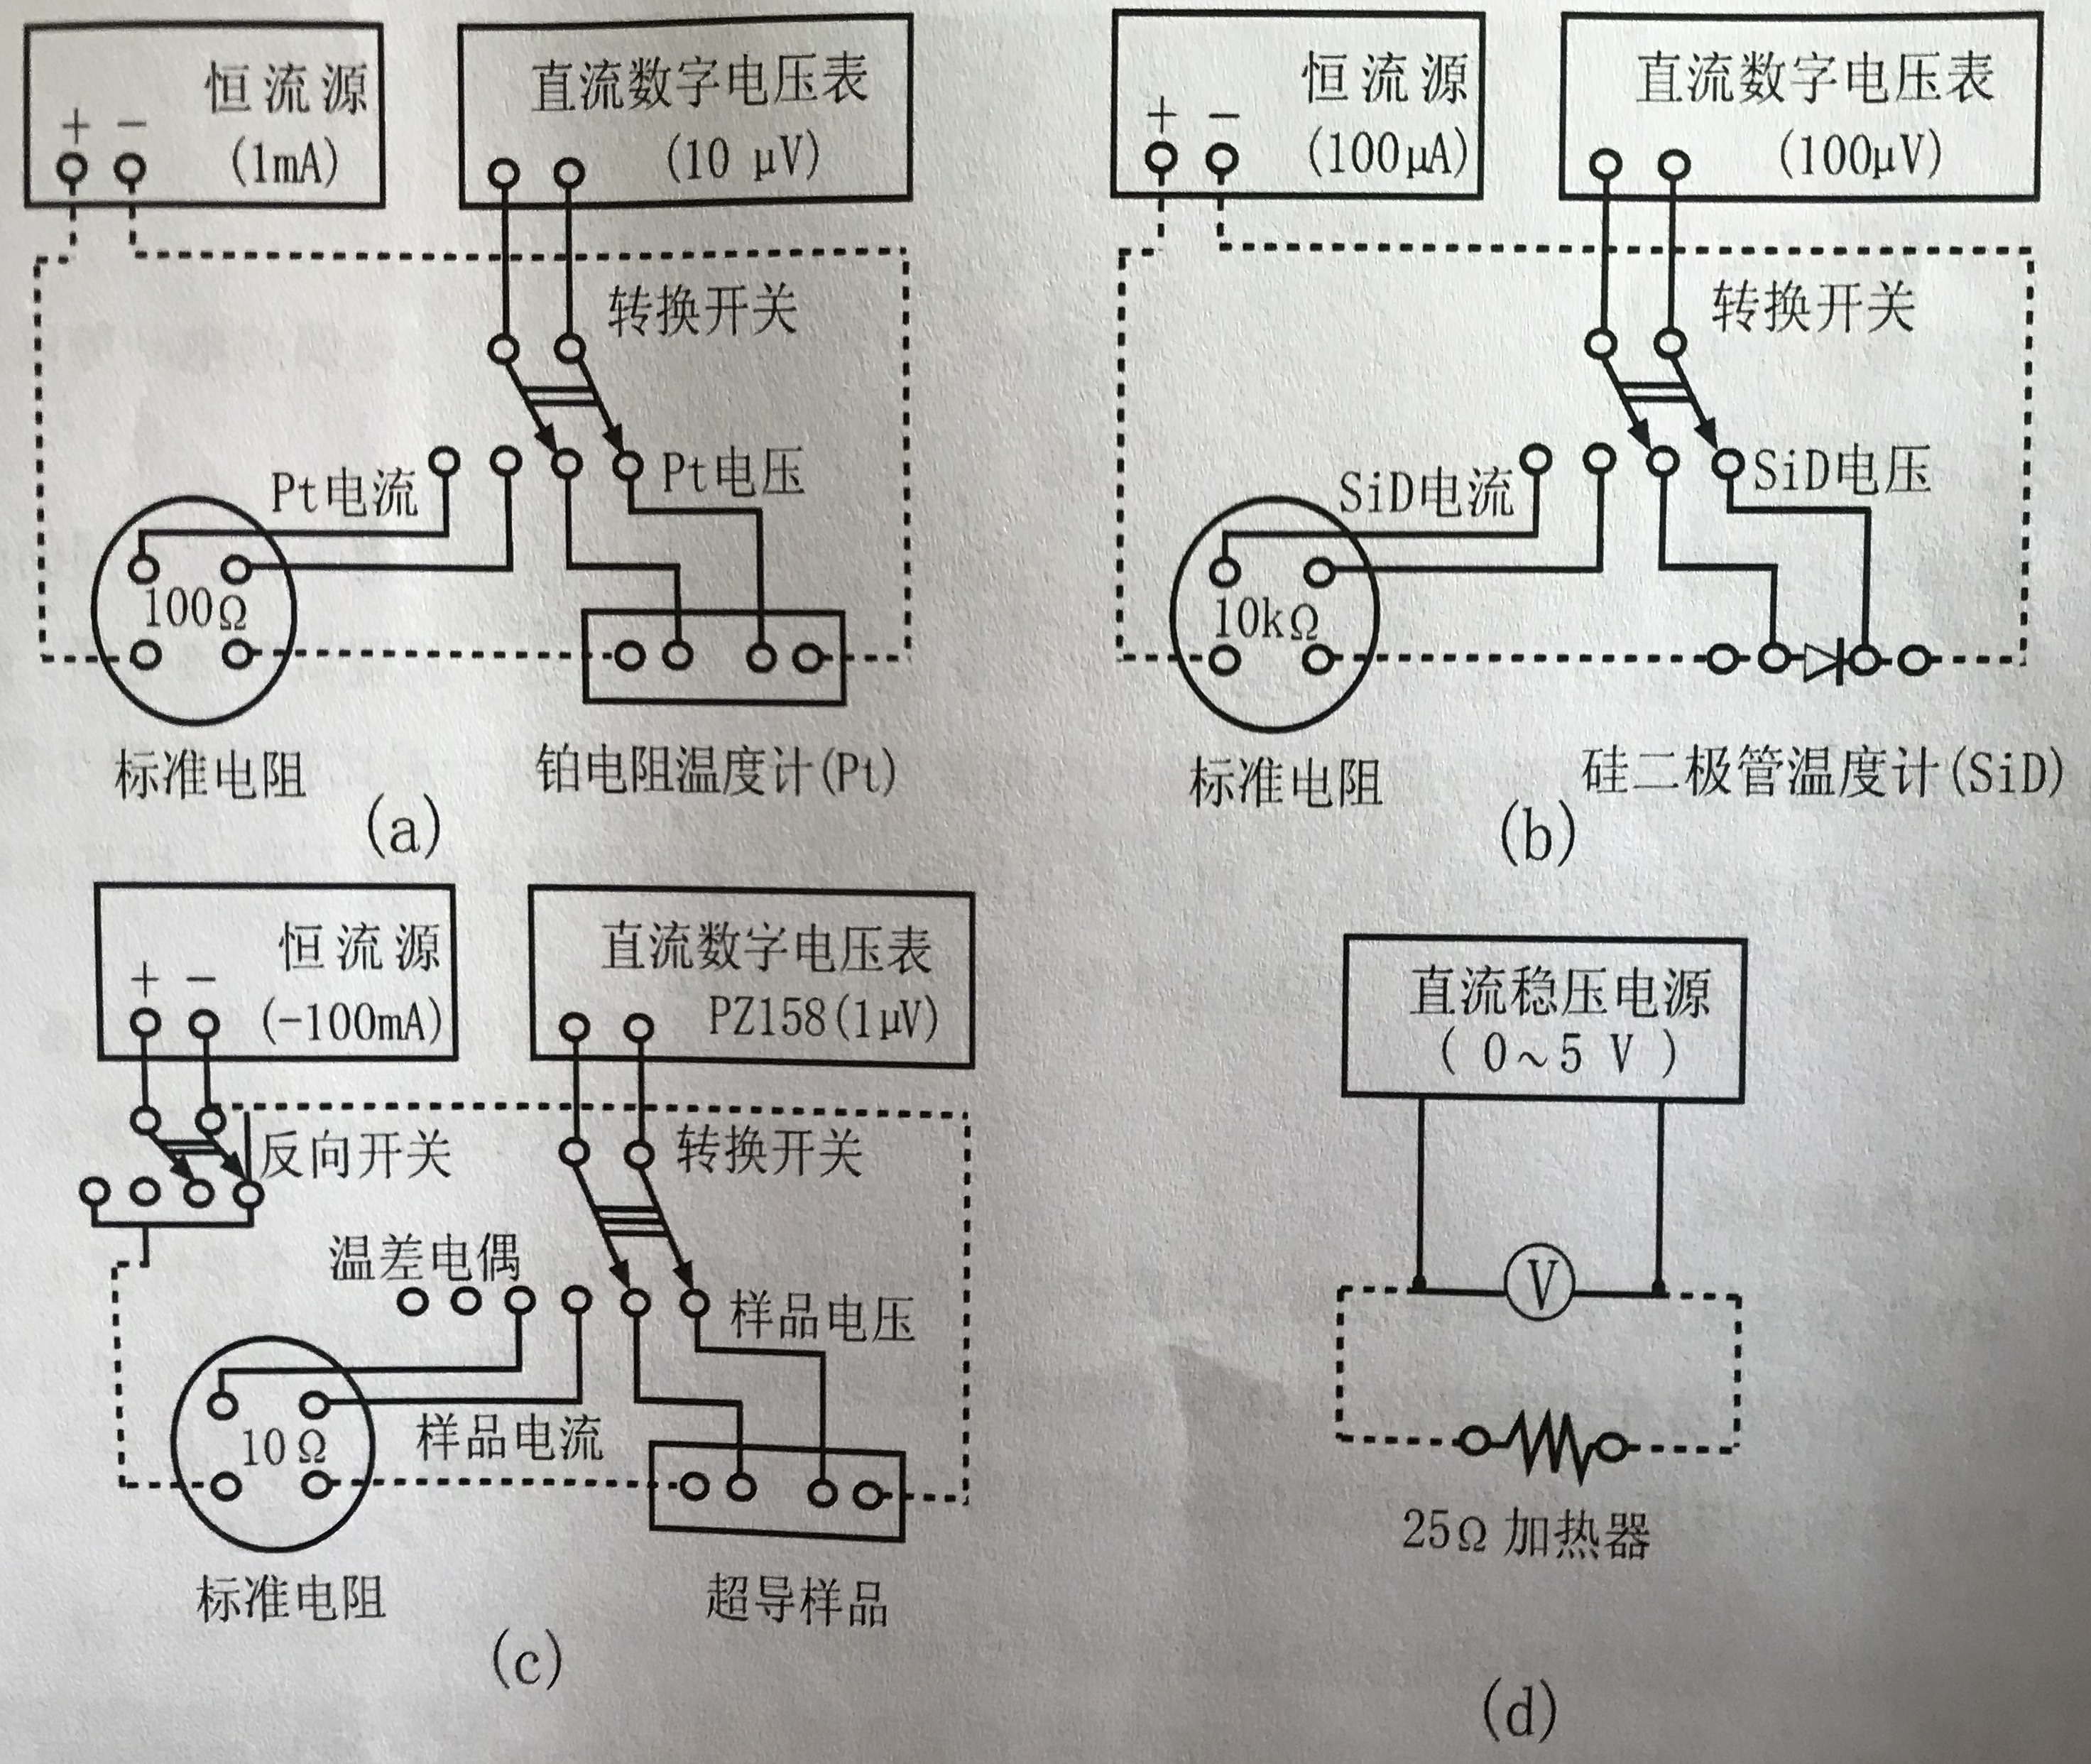 恒流源
+ −
(1mA)
直流数字电压表
(10 μV)
转换开关
Pt电流
Pt电压
100Ω
标准电阻
铂电阻温度计(Pt)
(a)
恒流源
+ −
(100μA)
直流数字电压表
(100μV)
转换开关
SiD电流
SiD电压
10kΩ
标准电阻
硅二极管温度计(SiD)
(b)
恒流源
+ −
(-100mA)
直流数字电压表
PZ158(1μV)
反向开关
转换开关
温差电偶
样品电压
10Ω
样品电流
标准电阻
超导样品
(c)
直流稳压电源
( 0~5 V )
V
25Ω 加热器
(d)